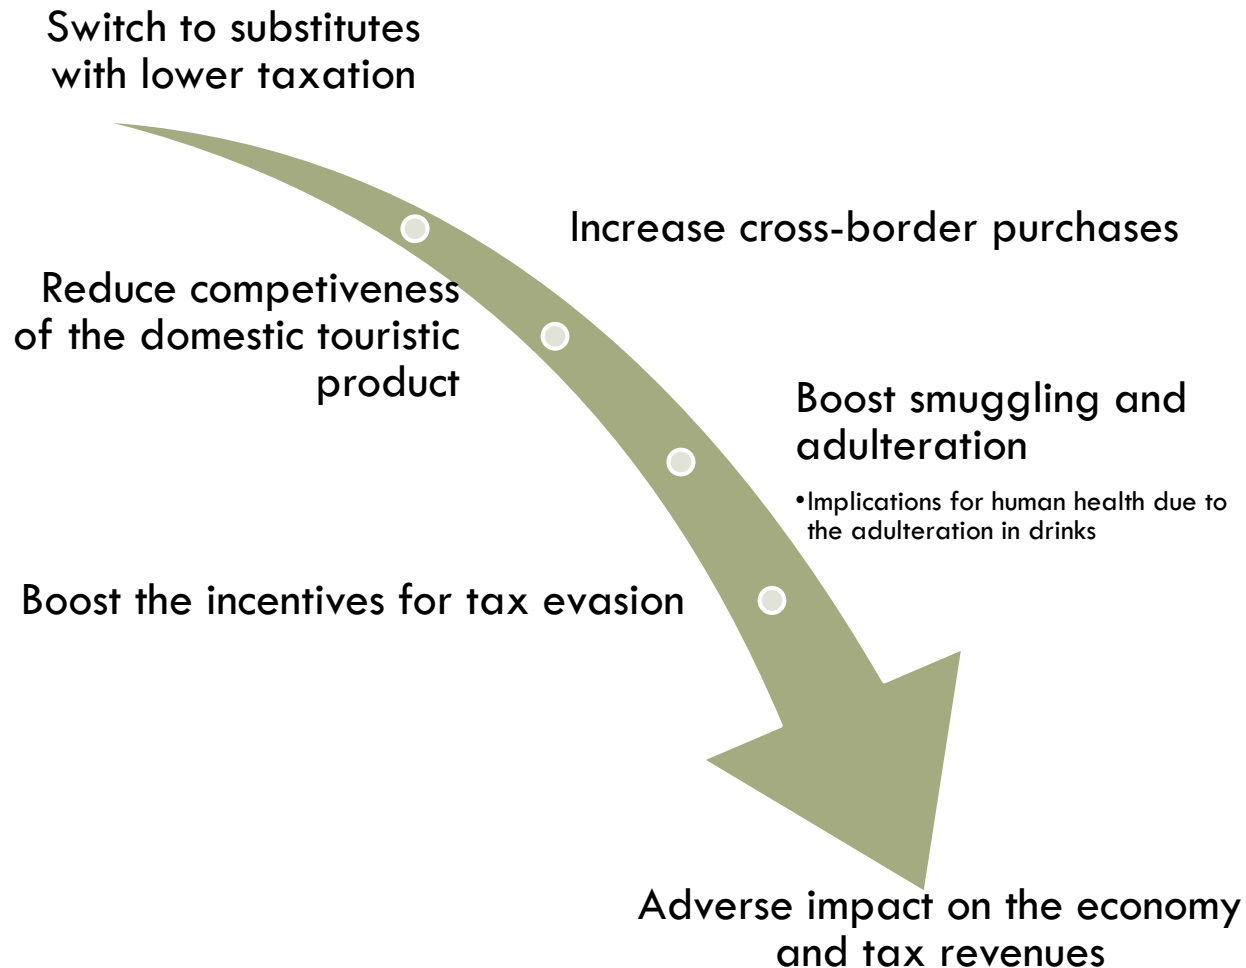 Switch to substitutes
with lower taxation
Increase cross-border purchases
Reduce competiveness
of the domestic touristic
product
Boost smuggling and
adulteration
•Implications for human health due to
the adulteration in drinks
Boost the incentives for tax evasion
Adverse impact on the economy
and tax revenues